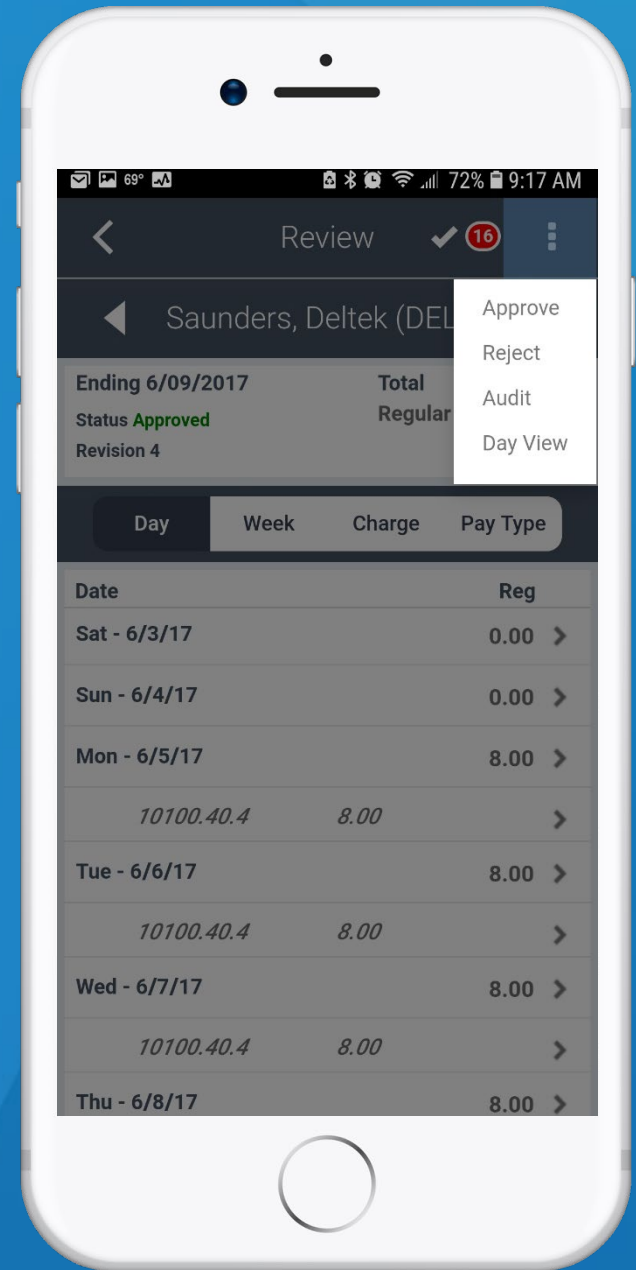 69° 72% 9:17 AM
Review 16
Saunders, Deltek (DEL
Approve
Reject
Audit
Day View
Ending 6/09/2017 Total
Status Approved Regular
Revision 4
Day Week Charge Pay Type
Date Reg
Sat - 6/3/17 0.00
Sun - 6/4/17 0.00
Mon - 6/5/17 8.00
10100.40.4 8.00
Tue - 6/6/17 8.00
10100.40.4 8.00
Wed - 6/7/17 8.00
10100.40.4 8.00
Thu - 6/8/17 8.00